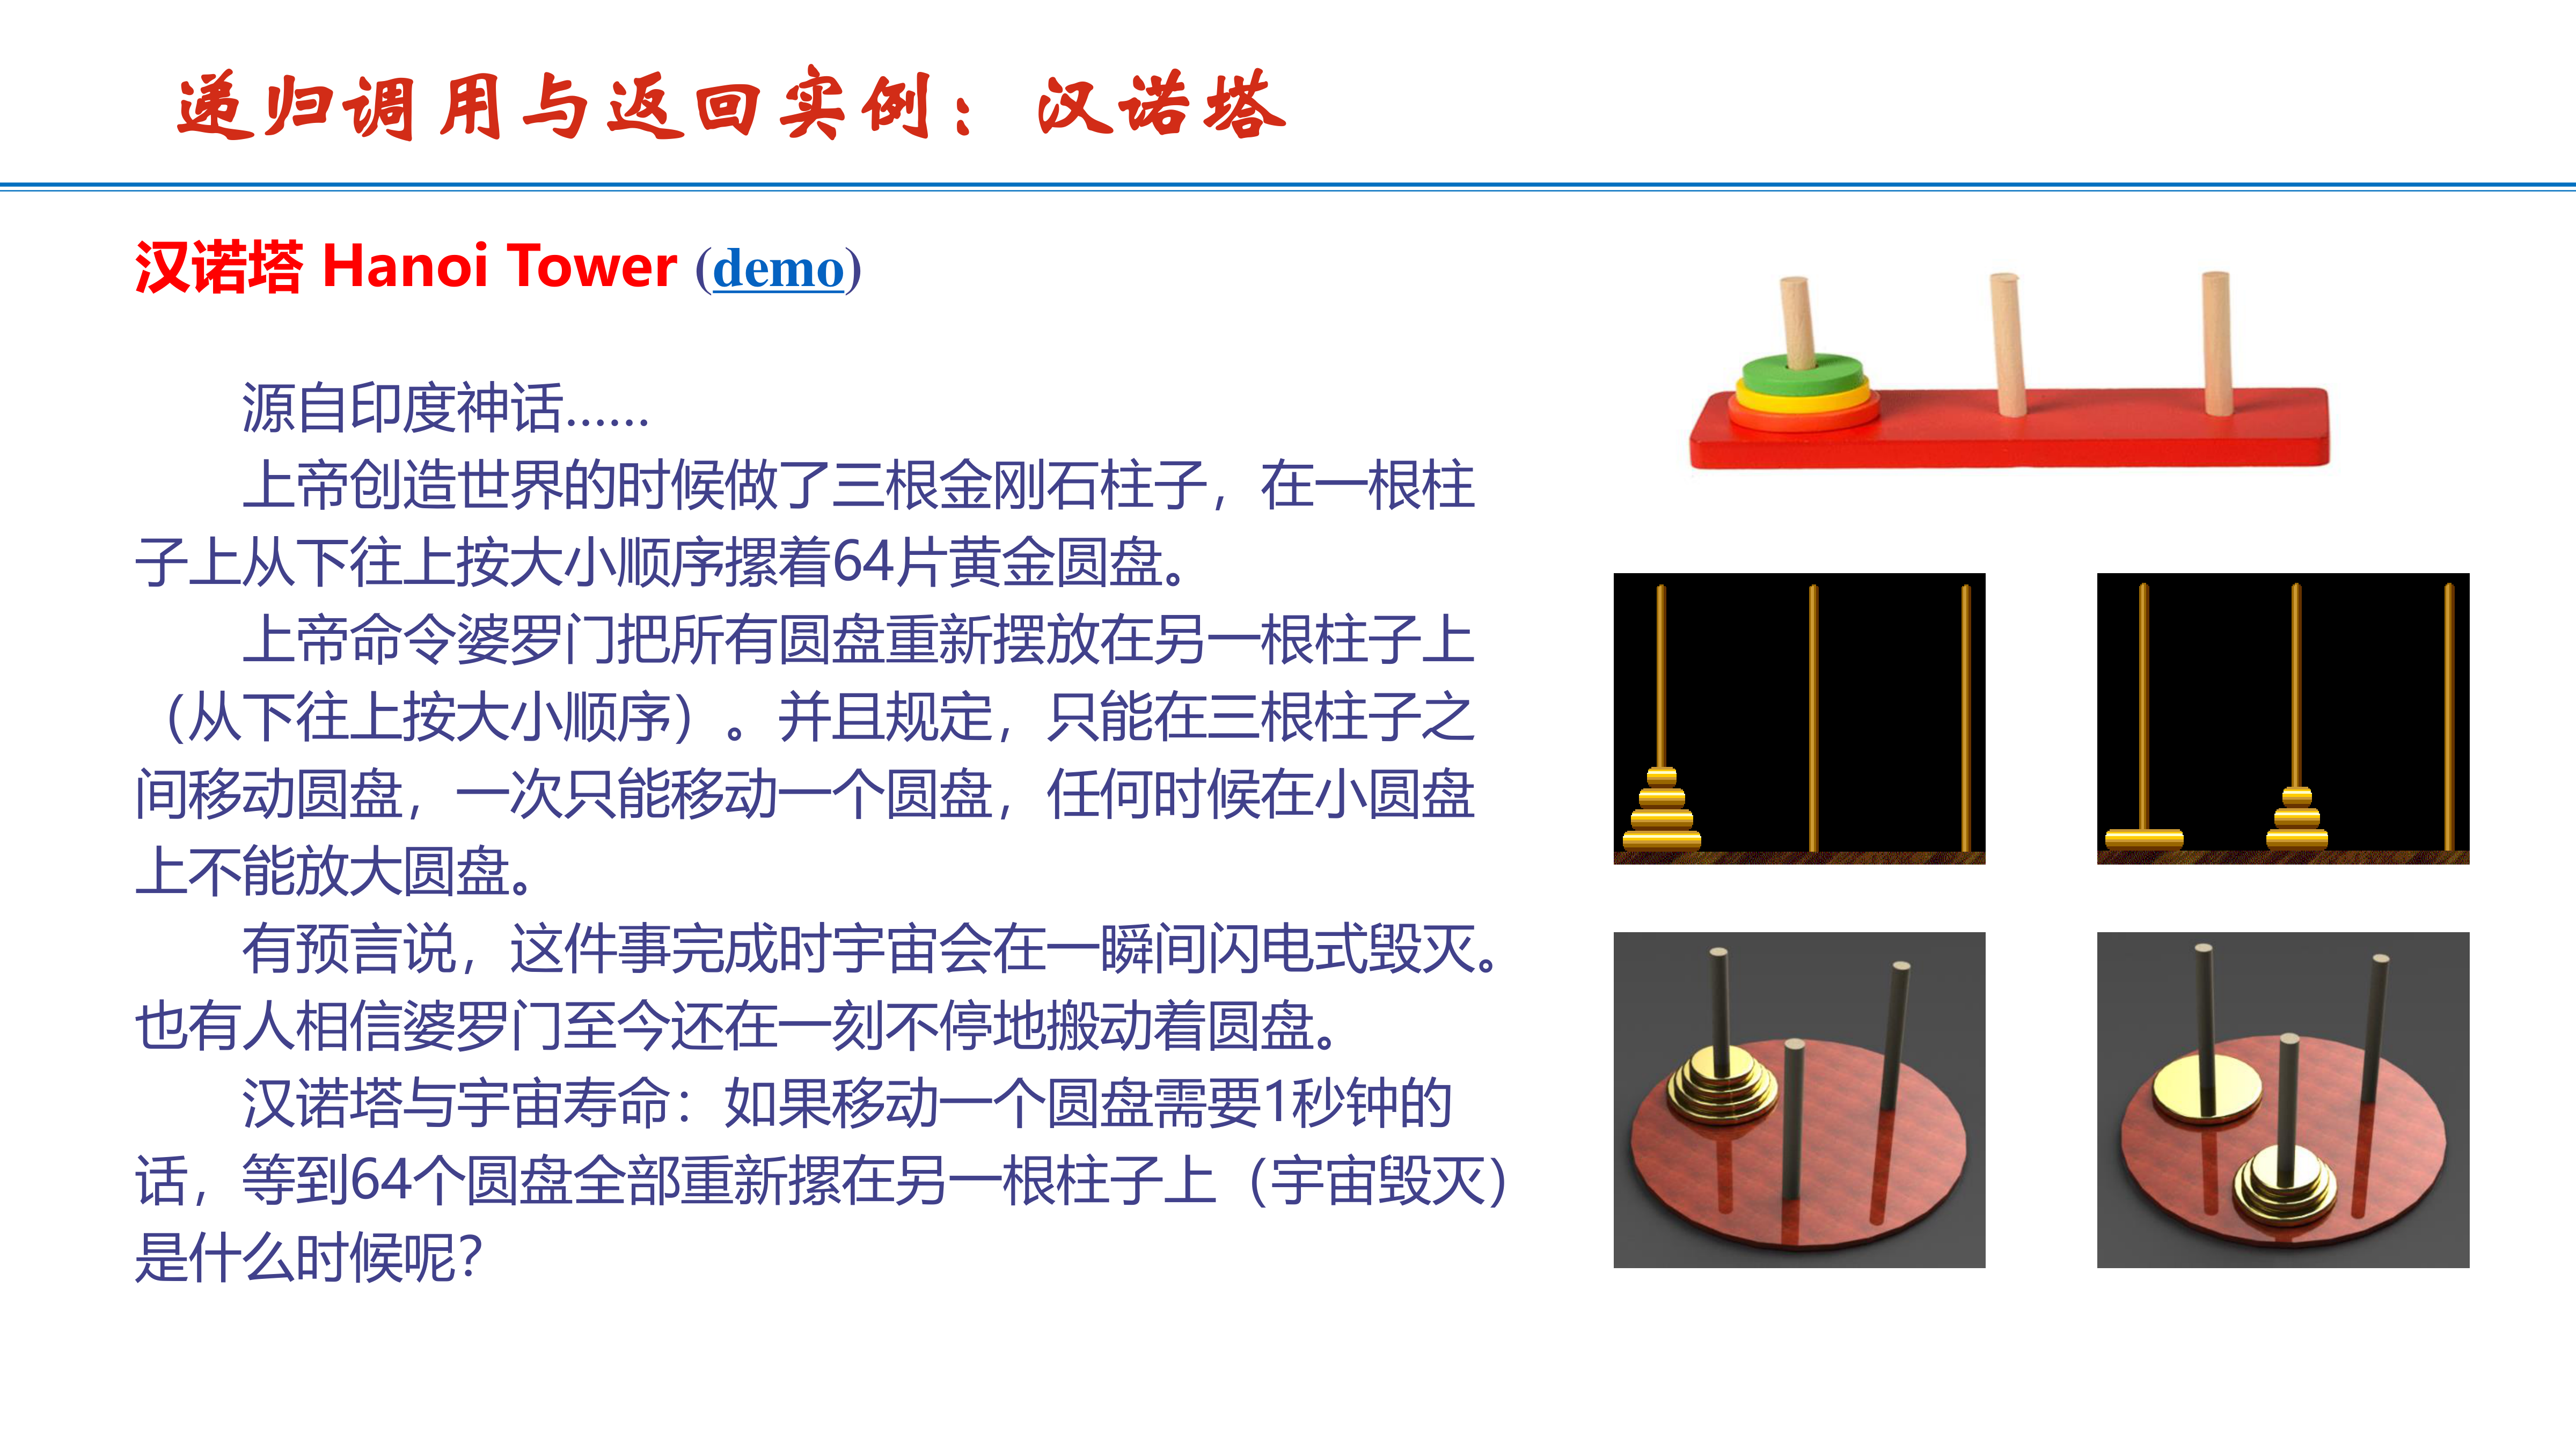 递归调用与返回实例：汉诺塔
汉诺塔 Hanoi Tower (demo)
源自印度神话……
上帝创造世界的时候做了三根金刚石柱子，在一根柱
子上从下往上按大小顺序摞着64片黄金圆盘。
上帝命令婆罗门把所有圆盘重新摆放在另一根柱子上
（从下往上按大小顺序）。并且规定，只能在三根柱子之
间移动圆盘，一次只能移动一个圆盘，任何时候在小圆盘
上不能放大圆盘。
有预言说，这件事完成时宇宙会在一瞬间闪电式毁灭。
也有人相信婆罗门至今还在一刻不停地搬动着圆盘。
汉诺塔与宇宙寿命：如果移动一个圆盘需要1秒钟的
话，等到64个圆盘全部重新摞在另一根柱子上（宇宙毁灭）
是什么时候呢？